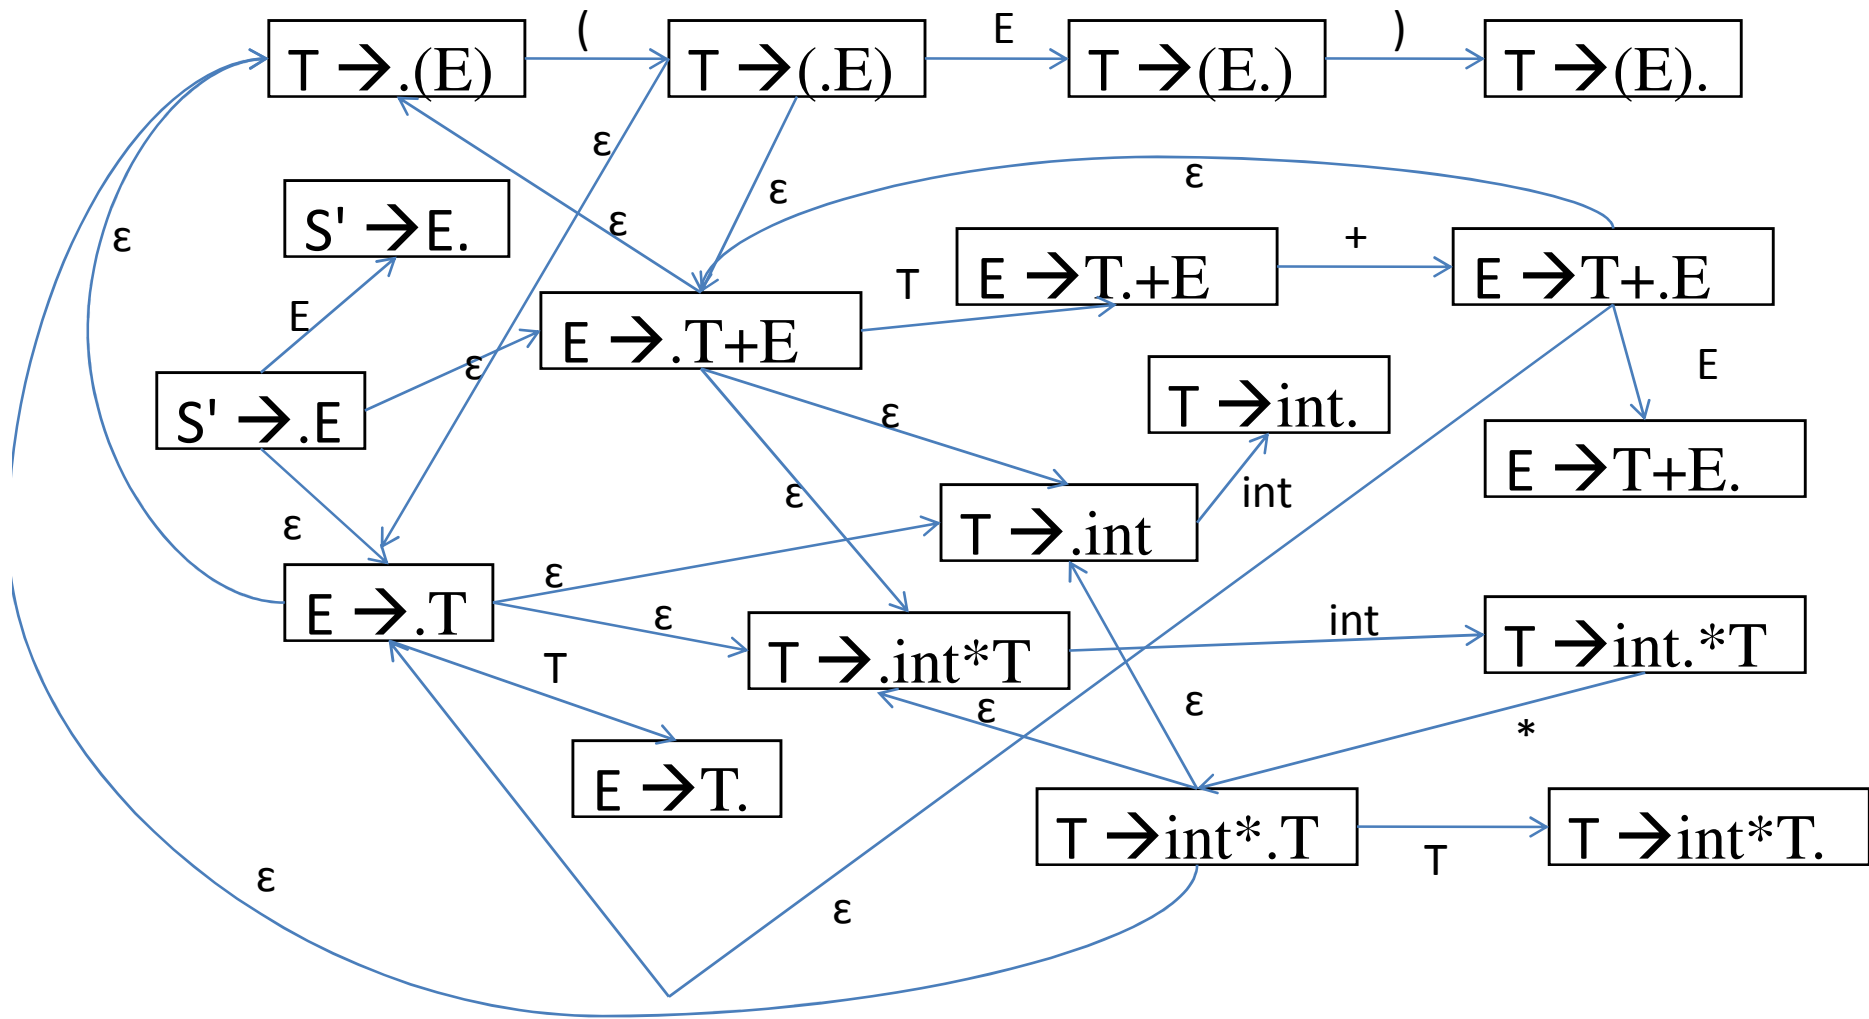 T →.(E)
(
T →(.E)
E
T →(E.)
)
T →(E).
ε
ε
ε
S' →E.
ε
ε
ε
E →T.+E
+
E →T+.E
T
E
E →.T+E
ε
S' →.E
T →int.
E
ε
E →T+E.
ε
ε
T →.int
int
ε
E →.T
ε
T →.int*T
int
T →int.*T
T
ε
ε
*
E →T.
T →int*.T
T
T →int*T.
ε
ε